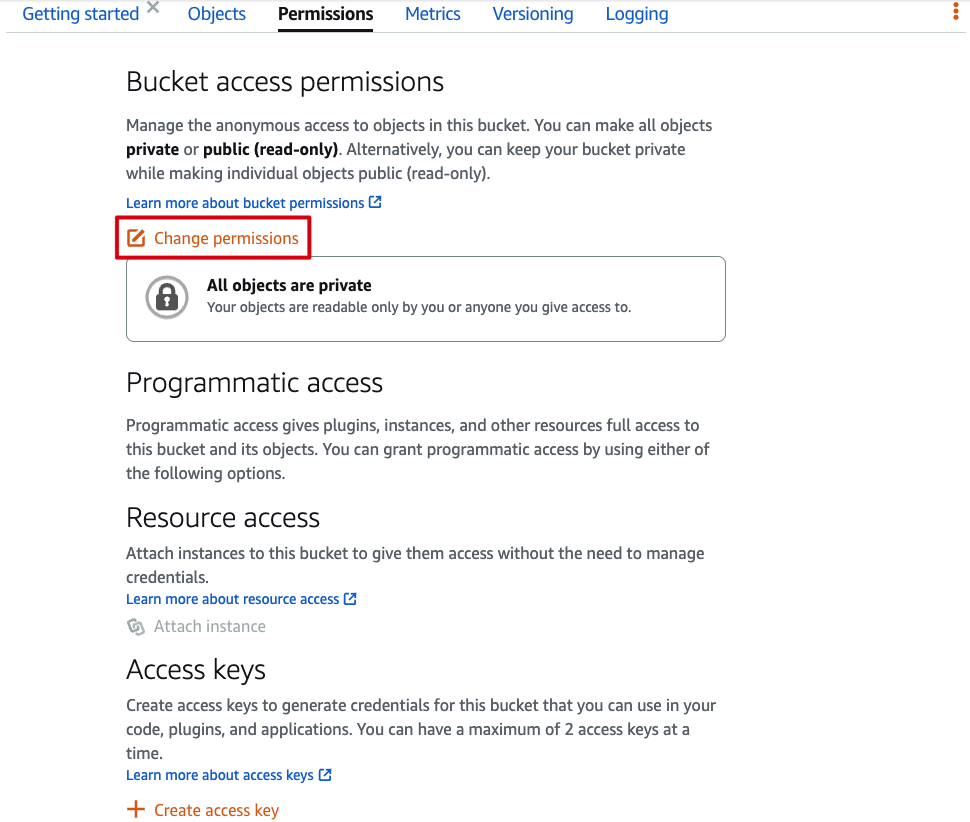 Getting started Objects Permissions Metrics Versioning Logging
Bucket access permissions
Manage the anonymous access to objects in this bucket. You can make all objects
private or public (read-only). Alternatively, you can keep your bucket private
while making individual objects public (read-only).
Learn more about bucket permissions
Change permissions
All objects are private
Your objects are readable only by you or anyone you give access to.
Programmatic access
Programmatic access gives plugins, instances, and other resources full access to
this bucket and its objects. You can grant programmatic access by using either of
the following options.
Resource access
Attach instances to this bucket to give them access without the need to manage
credentials.
Learn more about resource access
Attach instance
Access keys
Create access keys to generate credentials for this bucket that you can use in your
code, plugins, and applications. You can have a maximum of 2 access keys at a
time.
Learn more about access keys
Create access key